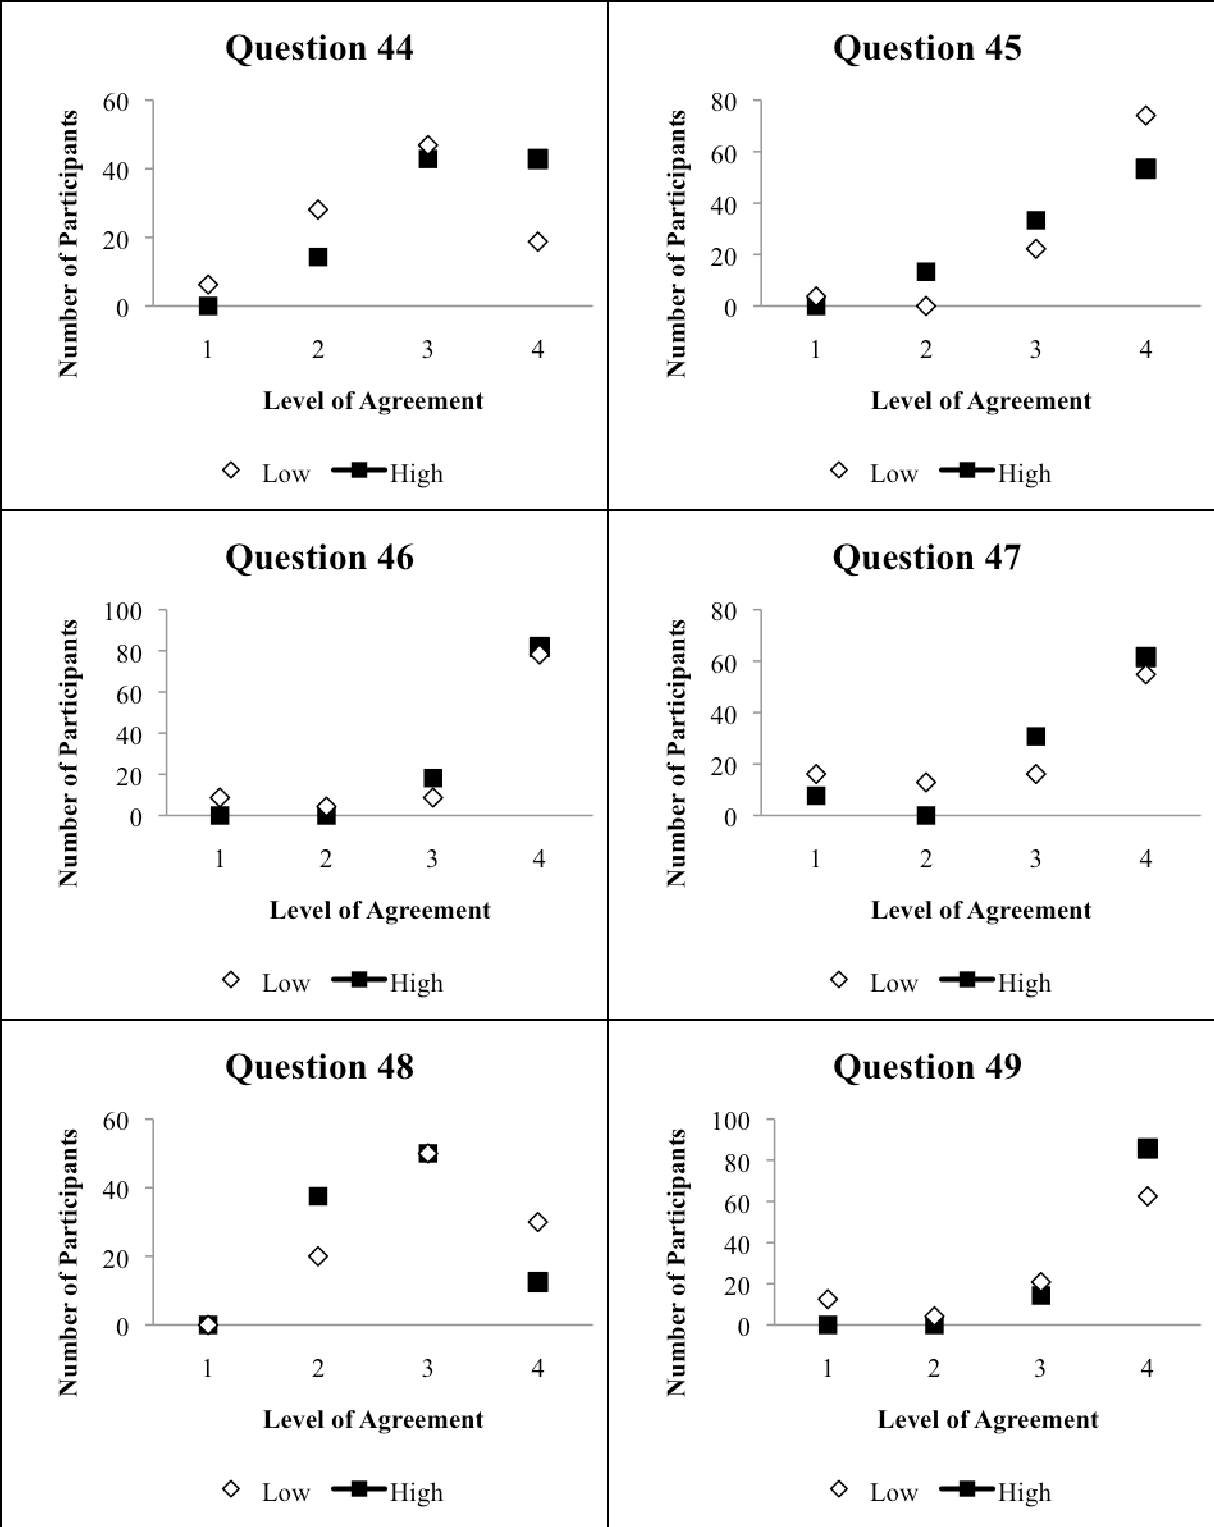 Question 44
60
40
20
0
Number of Participants
1 2 3 4
Level of Agreement
Low High
Question 45
80
60
40
20
0
Number of Participants
1 2 3 4
Level of Agreement
Low High
Question 46
100
80
60
40
20
0
Number of Participants
1 2 3 4
Level of Agreement
Low High
Question 47
80
60
40
20
0
Number of Participants
1 2 3 4
Level of Agreement
Low High
Question 48
60
40
20
0
Number of Participants
1 2 3 4
Level of Agreement
Low High
Question 49
100
80
60
40
20
0
Number of Participants
1 2 3 4
Level of Agreement
Low High